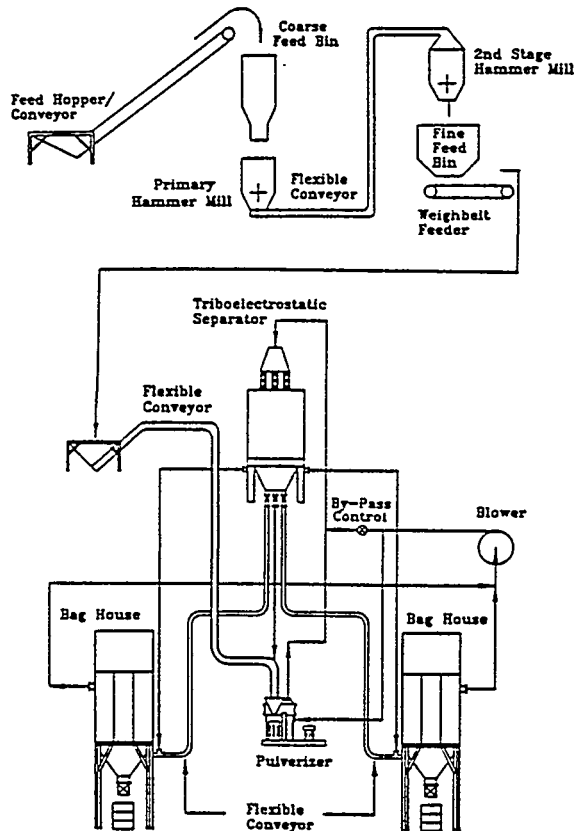 Coarse
Feed Bin
2nd Stage
Hammer Mill
Feed Hopper/
Conveyor
Fine
Feed
Bin
Primary
Hammer Mill
Flexible
Conveyor
Weighbelt
Feeder
Triboelectrostatic
Separator
Flexible
Conveyor
By-Pass
Control
Blower
Bag House
Bag House
Pulverizer
Flexible
Conveyor